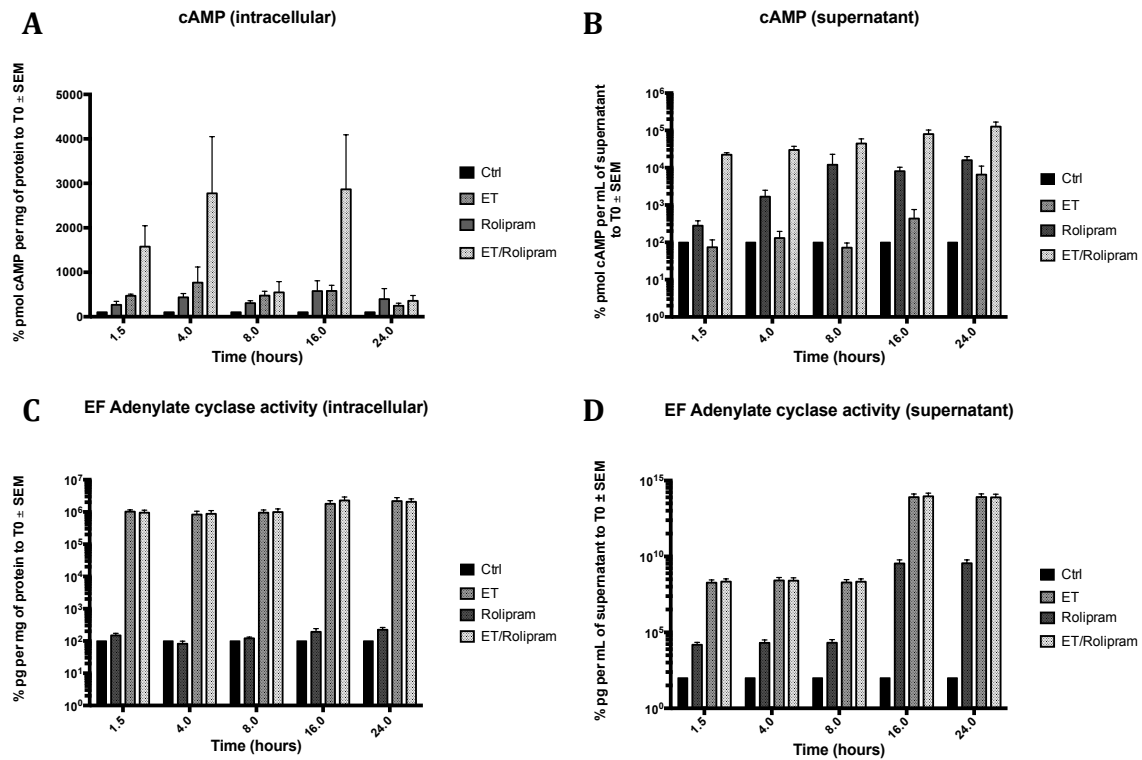 A
cAMP (intracellular)
% pmol cAMP per mg of protein to T0 ± SEM
5000
4000
3000
2000
1000
0
1.5
4.0
8.0
16.0
24.0
Time (hours)
Ctrl
ET
Rolipram
ET/Rolipram
B
cAMP (supernatant)
% pmol cAMP per mL of supernatant
to T0 ± SEM
10⁶
10⁵
10⁴
10³
10²
10¹
10⁰
1.5
4.0
8.0
16.0
24.0
Time (hours)
Ctrl
ET
Rolipram
ET/Rolipram
C
EF Adenylate cyclase activity (intracellular)
% pg per mg of protein to T0 ± SEM
10⁷
10⁶
10⁵
10⁴
10³
10²
10¹
10⁰
1.5
4.0
8.0
16.0
24.0
Time (hours)
Ctrl
ET
Rolipram
ET/Rolipram
D
EF Adenylate cyclase activity (supernatant)
% pg per mL of supernatant to T0 ± SEM
10¹⁵
10¹⁰
10⁵
10⁰
1.5
4.0
8.0
16.0
24.0
Time (hours)
Ctrl
ET
Rolipram
ET/Rolipram